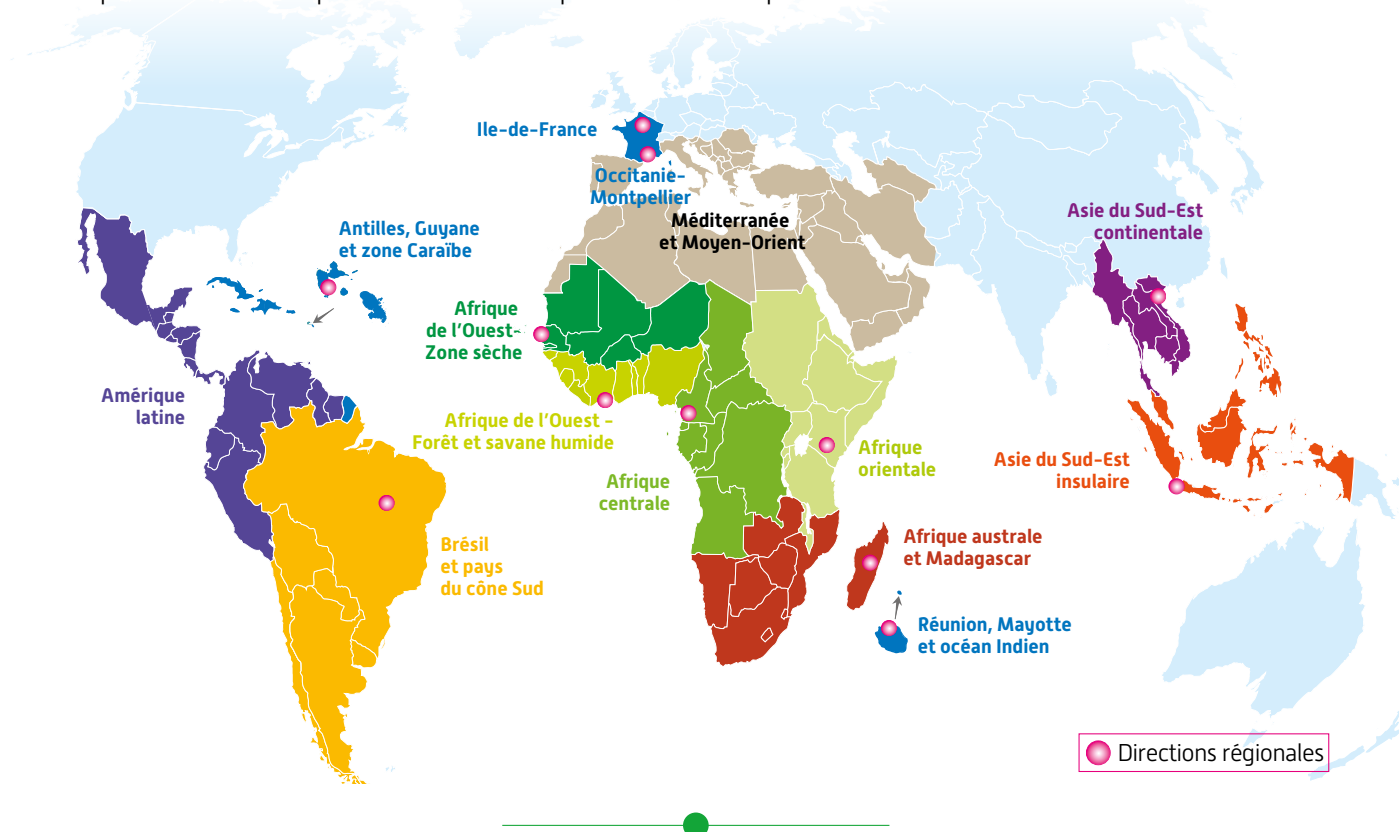 Ile-de-France
Occitanie-
Montpellier
Méditerranée
et Moyen-Orient
Antilles, Guyane
et zone Caraïbe
Asie du Sud-Est
continentale
Afrique
de l'Ouest-
Zone sèche
Amérique
latine
Afrique de l'Ouest -
Forêt et savane humide
Afrique
orientale
Asie du Sud-Est
insulaire
Afrique
centrale
Brésil
et pays
du cône Sud
Afrique australe
et Madagascar
Réunion, Mayotte
et océan Indien
Directions régionales